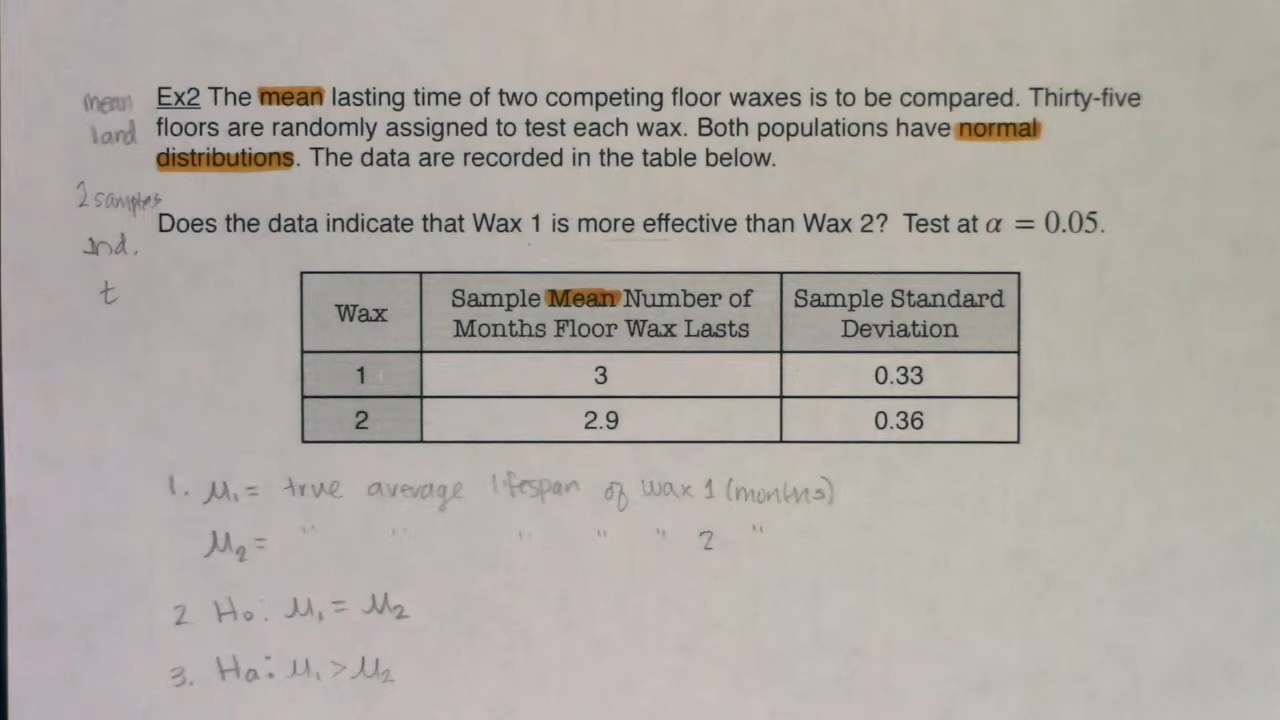 mean
land
2 samples
Ind.
t
Ex2 The mean lasting time of two competing floor waxes is to be compared. Thirty-five
floors are randomly assigned to test each wax. Both populations have normal
distributions. The data are recorded in the table below.
Does the data indicate that Wax 1 is more effective than Wax 2? Test at α = 0.05.
Wax
Sample Mean Number of
Months Floor Wax Lasts
Sample Standard
Deviation
1 3 0.33
2 2.9 0.36
1. μ₁ = true average lifespan of wax 1 (months)
μ₂ = " " " " " 2 "
2 Ho: μ₁ = μ₂
3. Ha: μ₁ > μ₂